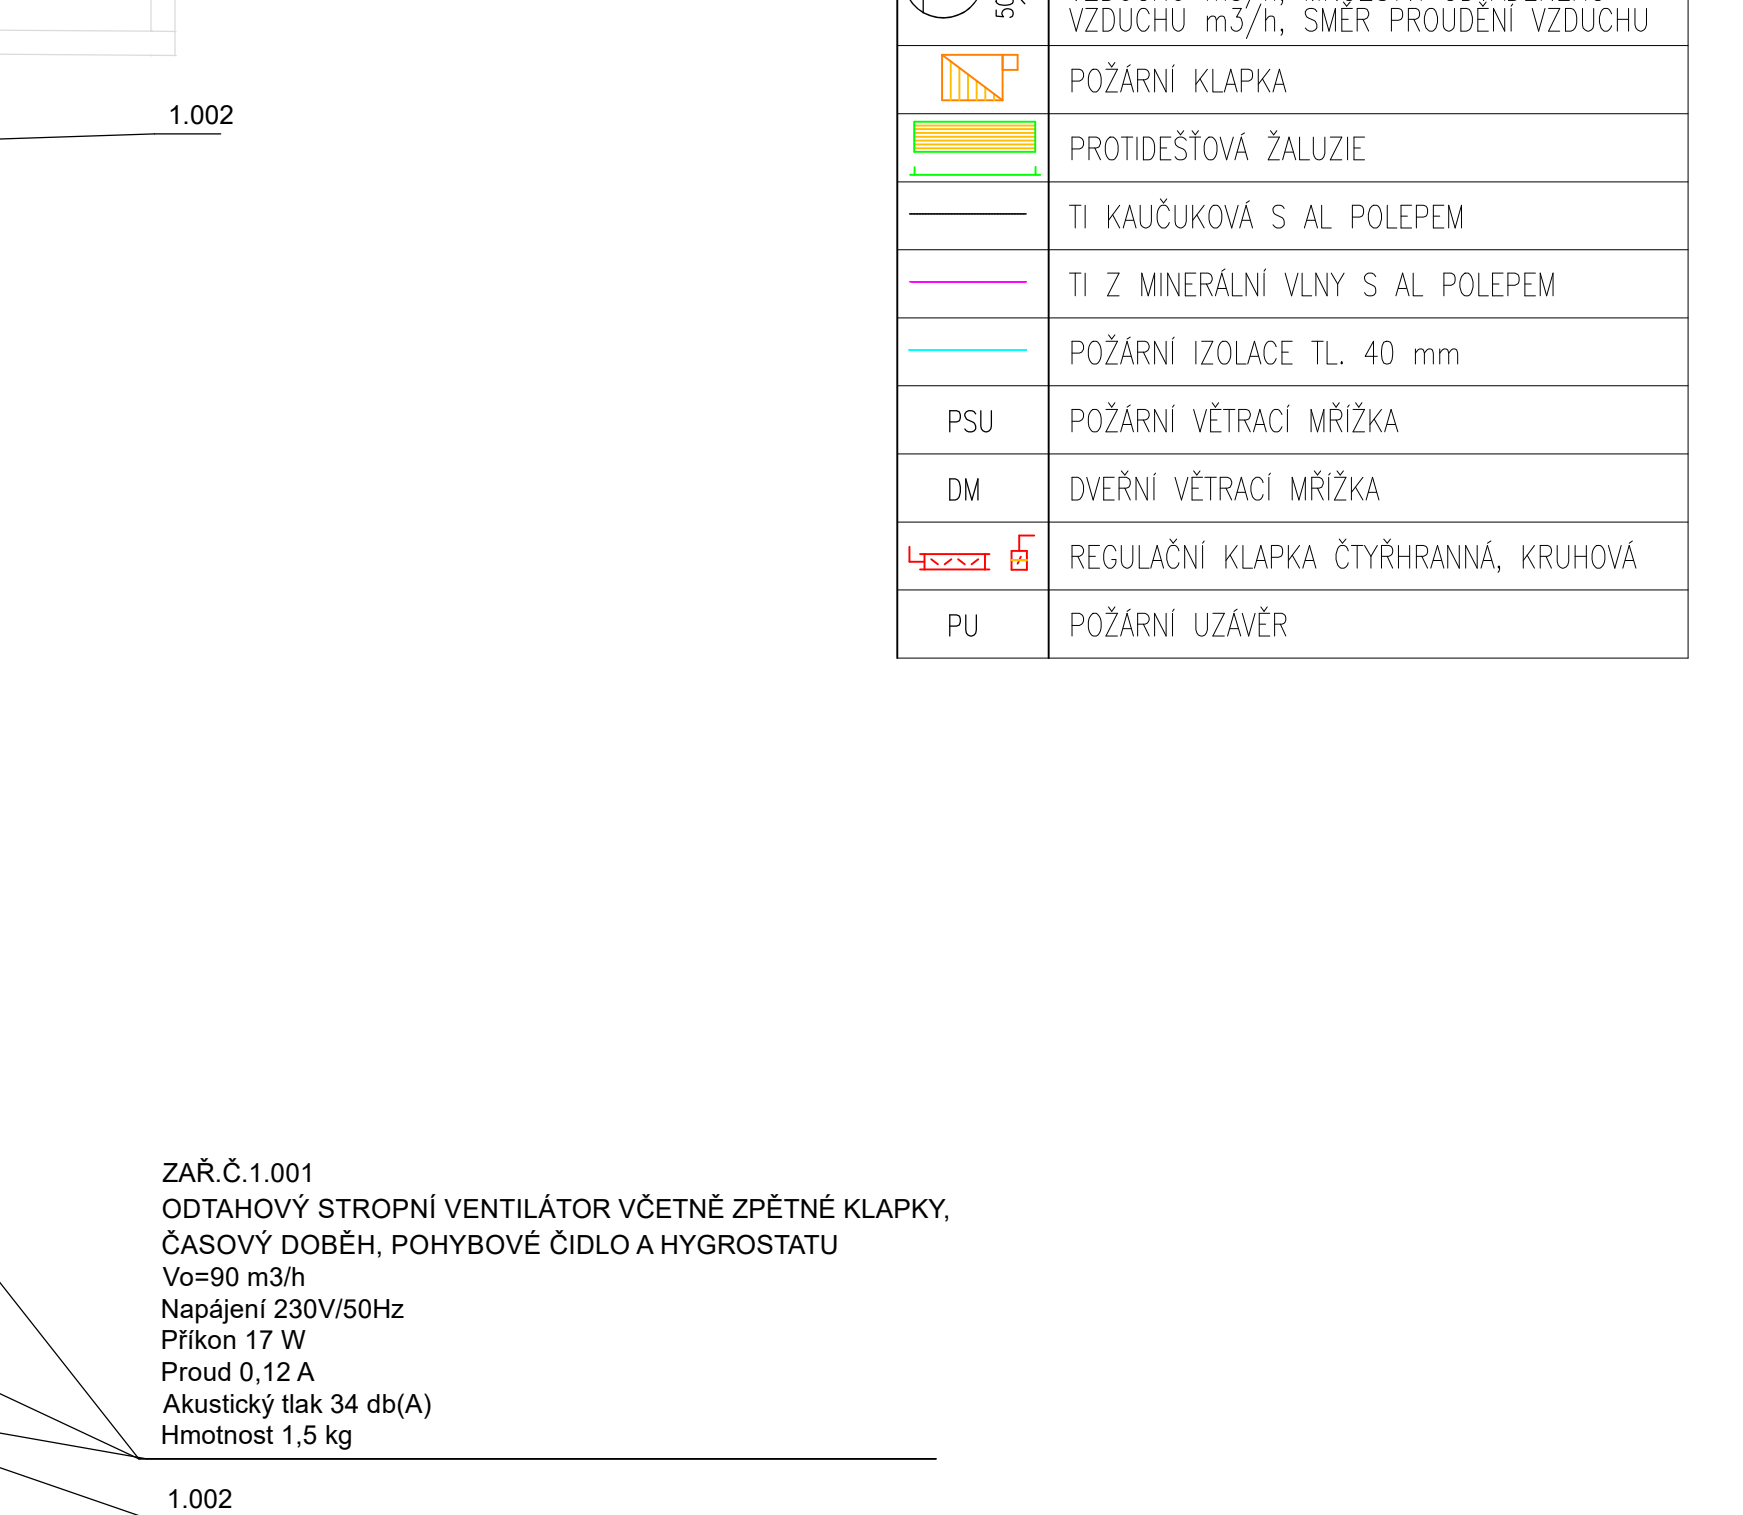 50
VZDUCHU m3/h, SMĚR PROUDĚNÍ VZDUCHU
POŽÁRNÍ KLAPKA
1.002
PROTIDEŠŤOVÁ ŽALUZIE
TI KAUČUKOVÁ S AL POLEPEM
TI Z MINERÁLNÍ VLNY S AL POLEPEM
POŽÁRNÍ IZOLACE TL. 40 mm
PSU POŽÁRNÍ VĚTRACÍ MŘÍŽKA
DM DVEŘNÍ VĚTRACÍ MŘÍŽKA
REGULAČNÍ KLAPKA ČTYŘHRANNÁ, KRUHOVÁ
PU POŽÁRNÍ UZÁVĚR
ZAŘ.Č.1.001
ODTAHOVÝ STROPNÍ VENTILÁTOR VČETNĚ ZPĚTNÉ KLAPKY,
ČASOVÝ DOBĚH, POHYBOVÉ ČIDLO A HYGROSTATU
Vo=90 m3/h
Napájení 230V/50Hz
Příkon 17 W
Proud 0,12 A
Akustický tlak 34 db(A)
Hmotnost 1,5 kg
1.002